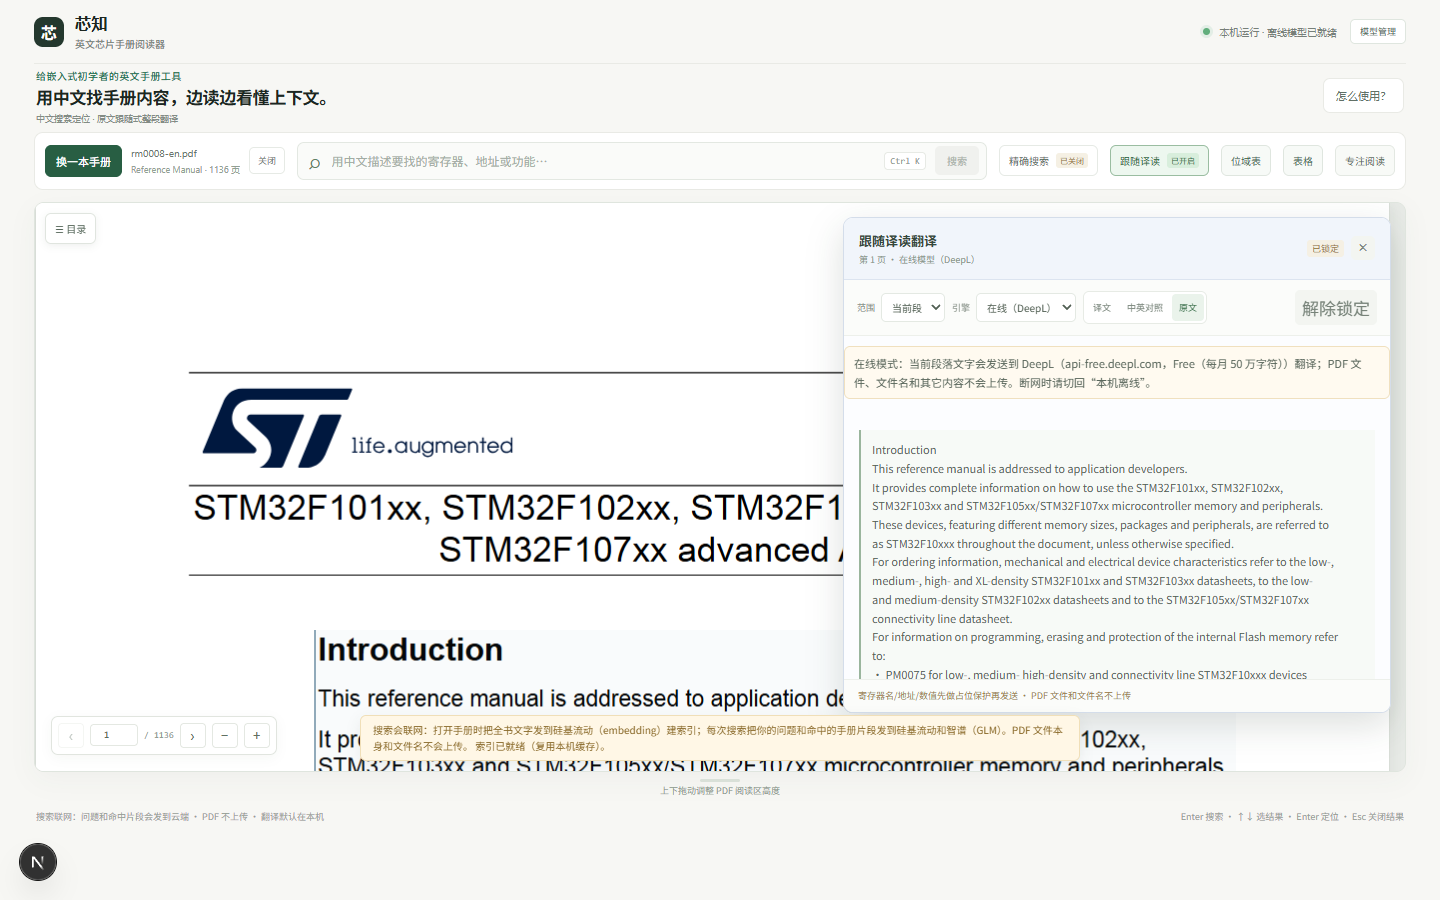 芯
芯知
英文芯片手册阅读器
本机运行 · 离线模型已就绪
模型管理
给嵌入式初学者的英文手册工具
用中文找手册内容，边读边看懂上下文。
中文搜索定位 · 原文跟随式整段翻译
怎么使用？
换一本手册
rm0008-en.pdf
Reference Manual · 1136 页
关闭
用中文描述要找的寄存器、地址或功能…
Ctrl K
搜索
精确搜索 已关闭
跟随译读 已开启
位域表
表格
专注阅读
☰ 目录
life.augmented
STM32F101xx, STM32F102xx, STM32F1
STM32F107xx advanced
Introduction
This reference manual is addressed to application de
It pr
102xx,
STM32F103xx and STM32F105xx/STM32F107xx microcontroller memory and peripherals
跟随译读翻译
第 1 页 · 在线模型（DeepL）
已锁定
×
范围 当前段 引擎 在线（DeepL） 译文 中英对照 原文
解除锁定
在线模式：当前段落文字会发送到 DeepL（api-free.deepl.com，Free（每月 50 万字符））翻译；PDF 文
件、文件名和其它内容不会上传。断网时请切回“本机离线”。
Introduction
This reference manual is addressed to application developers.
It provides complete information on how to use the STM32F101xx, STM32F102xx,
STM32F103xx and STM32F105xx/STM32F107xx microcontroller memory and peripherals.
These devices, featuring different memory sizes, packages and peripherals, are referred to
as STM32F10xxx throughout the document, unless otherwise specified.
For ordering information, mechanical and electrical device characteristics refer to the low-,
medium-, high- and XL-density STM32F101xx and STM32F103xx datasheets, to the low-
and medium-density STM32F102xx datasheets and to the STM32F105xx/STM32F107xx
connectivity line datasheet.
For information on programming, erasing and protection of the internal Flash memory refer
to:
• PM0075 for low-, medium- high-density and connectivity line STM32F10xxx devices
寄存器名/地址/数值先做占位保护再发送 · PDF 文件和文件名不上传
‹ 1 / 1136 › − +
搜索会联网：打开手册时把全书文字发到硅基流动（embedding）建索引；每次搜索把你的问题和命中的手册片段发到硅基流动和智谱（GLM）。PDF 文件本
身和文件名不会上传。 索引已就绪（复用本机缓存）。
上下拖动调整 PDF 阅读区高度
搜索联网：问题和命中片段会发到云端 · PDF 不上传 · 翻译默认在本机
Enter 搜索 · ↑↓ 选结果 · Enter 定位 · Esc 关闭结果
N